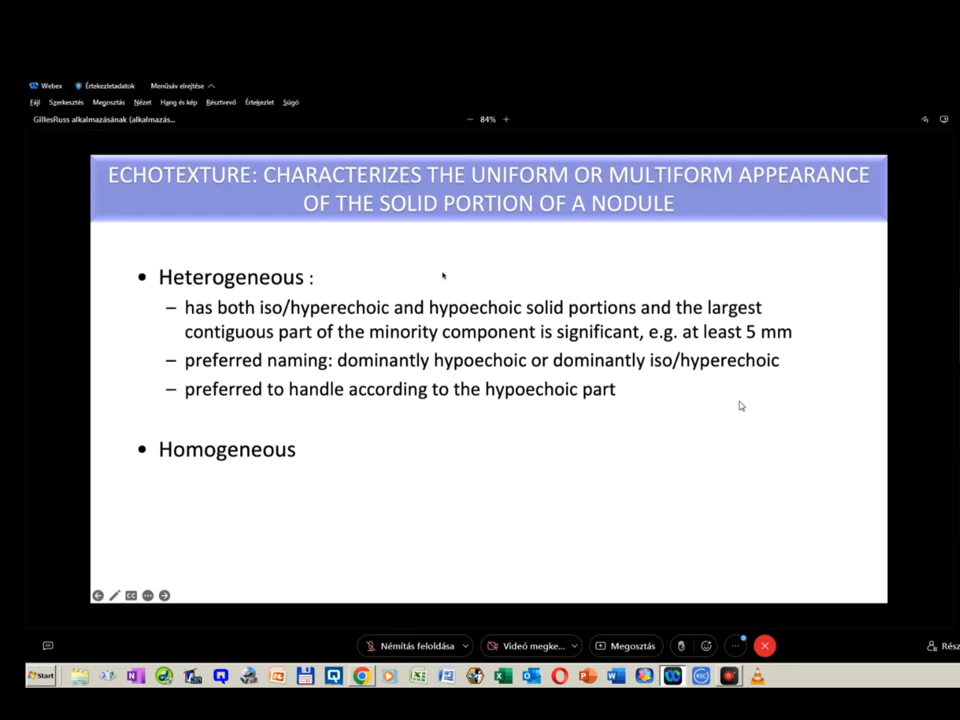 Webex Értekezletadatok Menüsáv elrejtése
Fájl Szerkesztés Megosztás Nézet Hang és kép Résztvevő Értekezlet Súgó
GillesRuss alkalmazásának (alkalmazás...
84%
ECHOTEXTURE: CHARACTERIZES THE UNIFORM OR MULTIFORM APPEARANCE
OF THE SOLID PORTION OF A NODULE
• Heterogeneous :
– has both iso/hyperechoic and hypoechoic solid portions and the largest
contiguous part of the minority component is significant, e.g. at least 5 mm
– preferred naming: dominantly hypoechoic or dominantly iso/hyperechoic
– preferred to handle according to the hypoechoic part
• Homogeneous
Némítás feloldása Videó megke... Megosztás Rész
Start